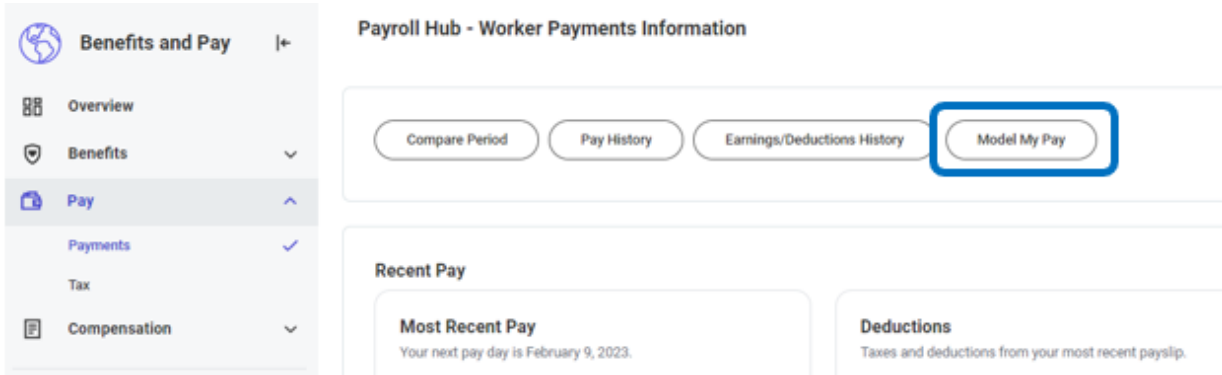 Benefits and Pay
Overview
Benefits
Pay
Payments
Tax
Compensation
Payroll Hub - Worker Payments Information
Compare Period
Pay History
Earnings/Deductions History
Model My Pay
Recent Pay
Most Recent Pay
Your next pay day is February 9, 2023.
Deductions
Taxes and deductions from your most recent payslip.